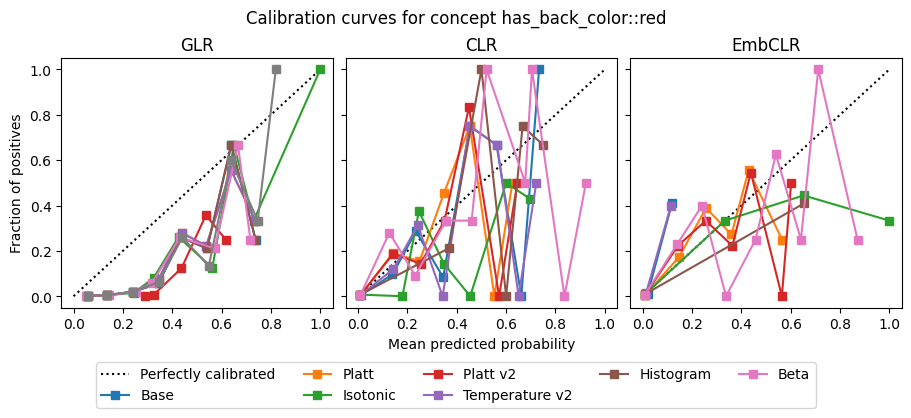 Calibration curves for concept has_back_color::red
GLR
CLR
EmbCLR
Fraction of positives
1.0
0.8
0.6
0.4
0.2
0.0
0.0 0.2 0.4 0.6 0.8 1.0
0.0 0.2 0.4 0.6 0.8 1.0
0.0 0.2 0.4 0.6 0.8 1.0
Mean predicted probability
Perfectly calibrated
Base
Platt
Isotonic
Platt v2
Temperature v2
Histogram
Beta